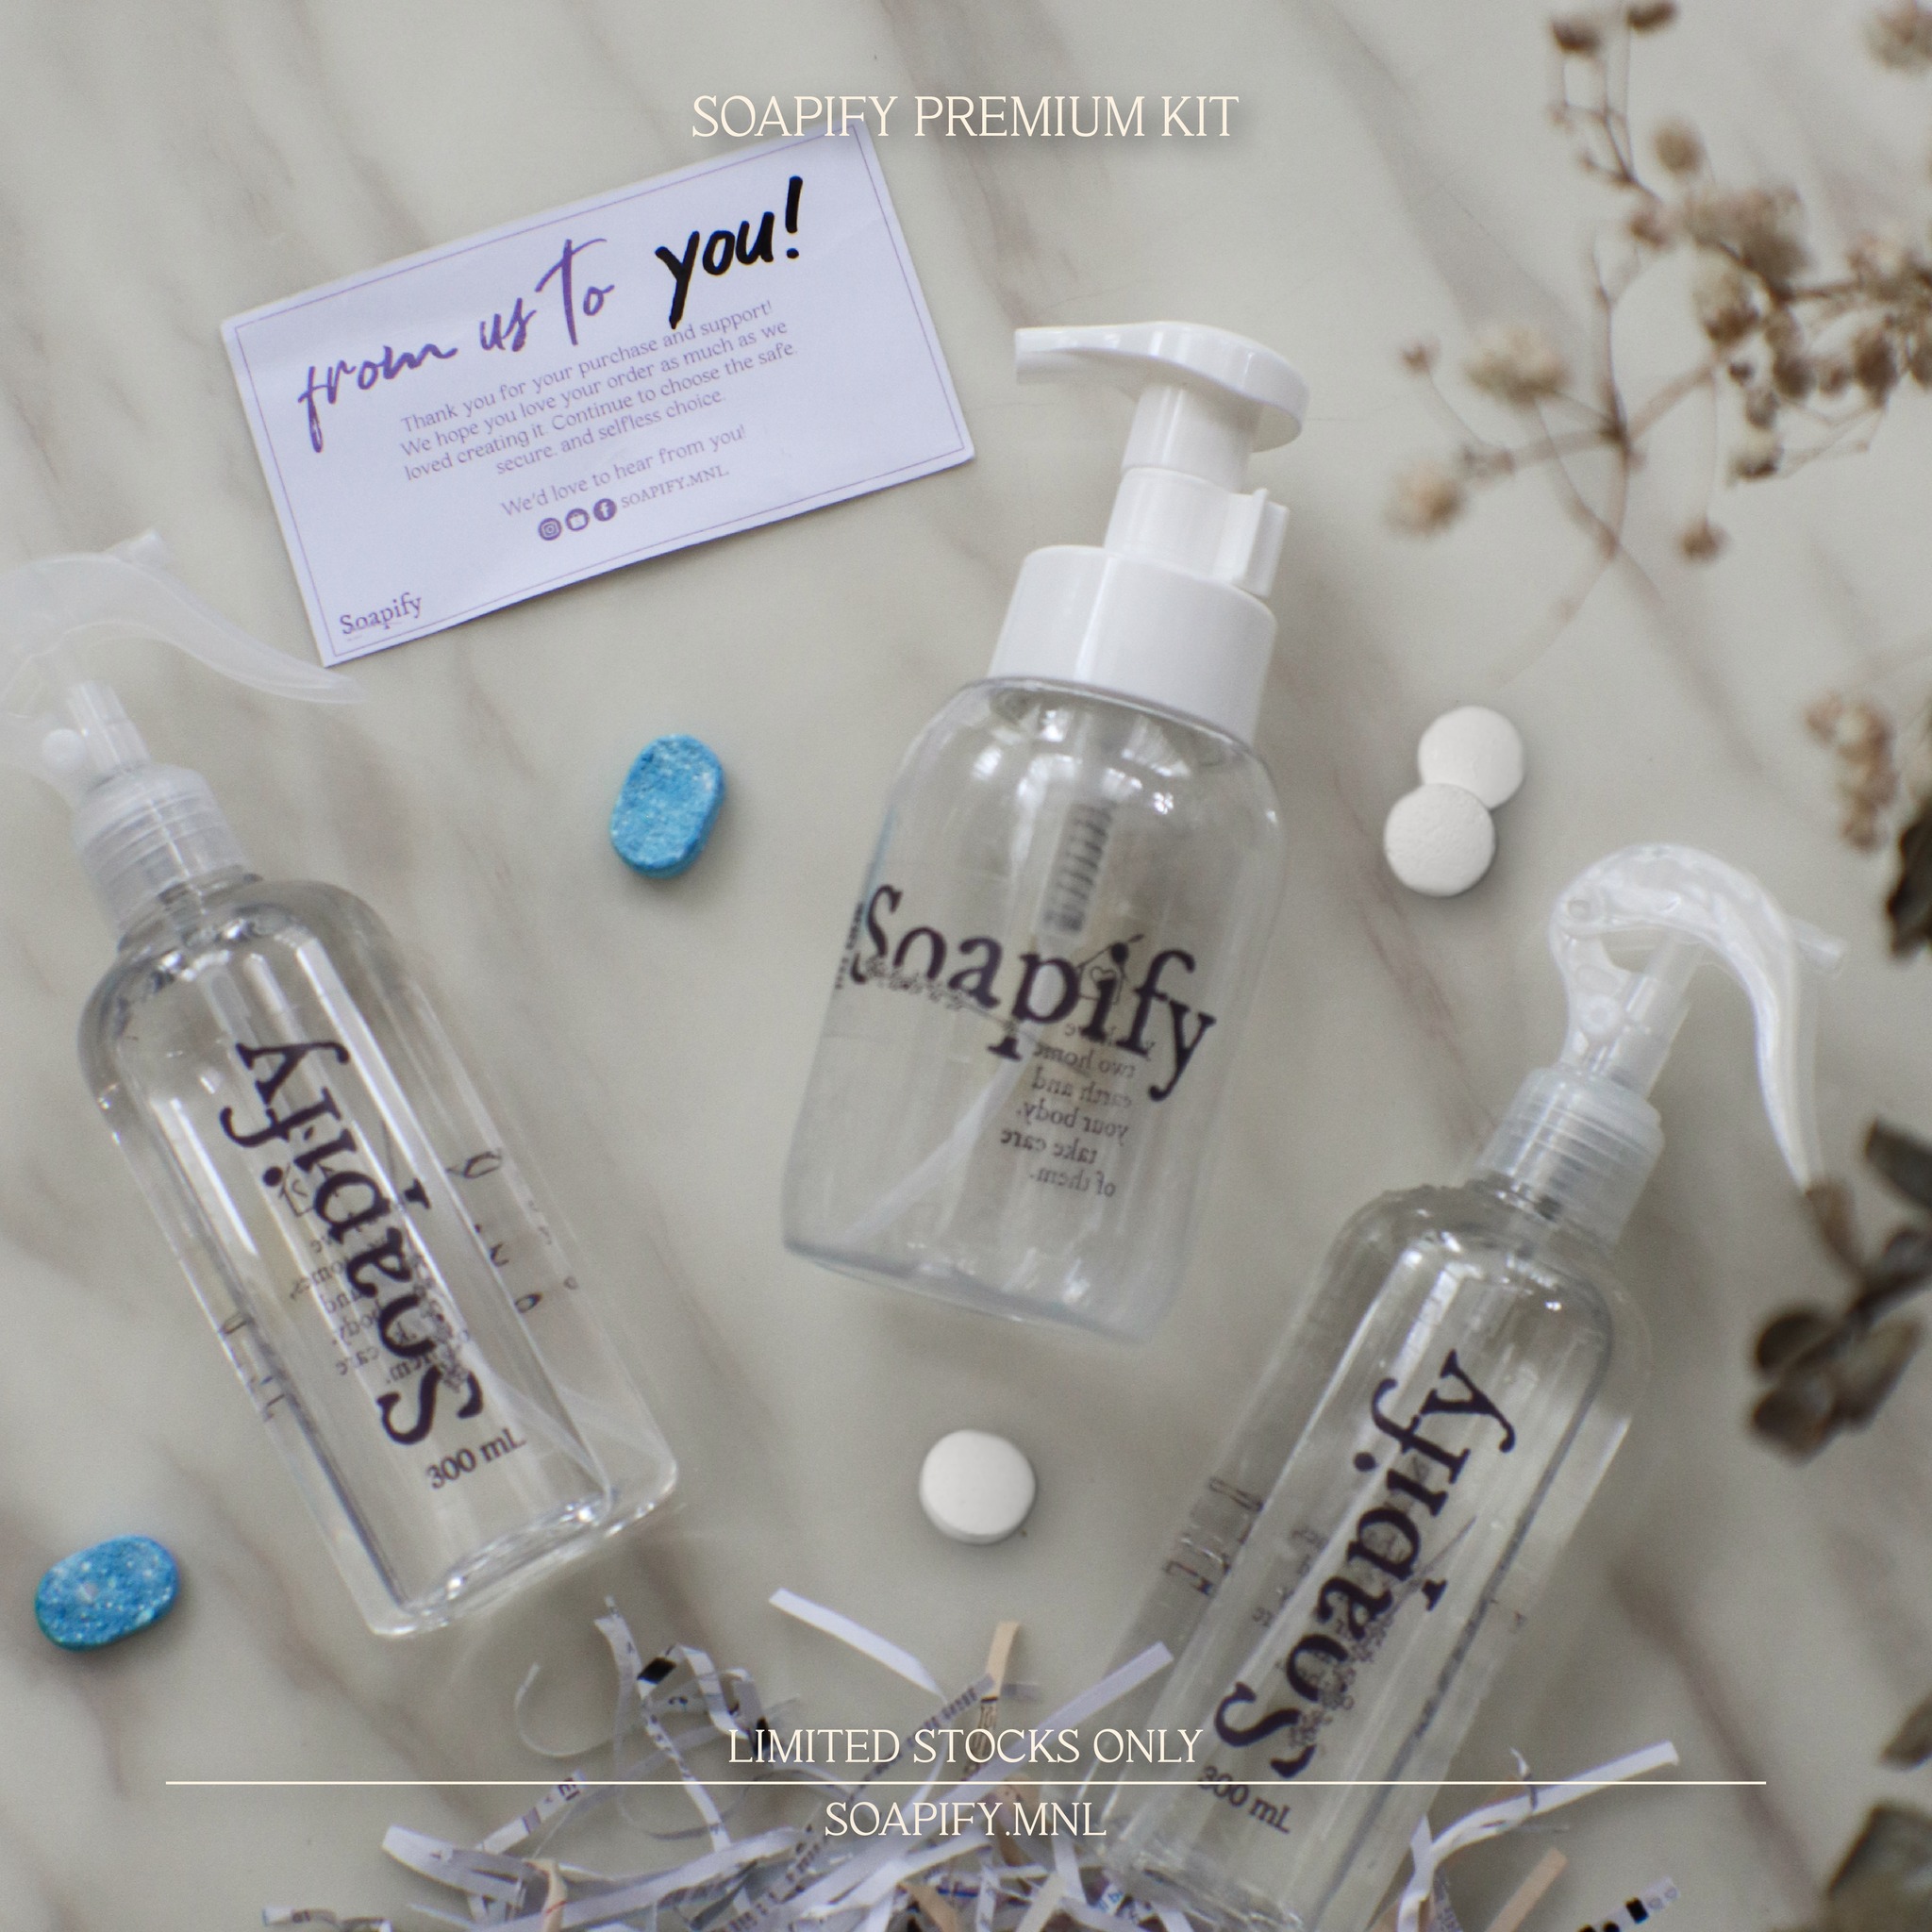 SOAPIFY PREMIUM KIT
from us To you!
Thank you for your purchase and support!
We hope you love your order as much as we
loved creating it. Continue to choose the safe,
secure, and selfless choice.
We'd love to hear from you!
SOAPIFY.MNL
Soapify
Soapify
two home
earth and
your body,
take care
of them.
Soapify
300 mL
Soapify
300 mL
LIMITED STOCKS ONLY
SOAPIFY.MNL